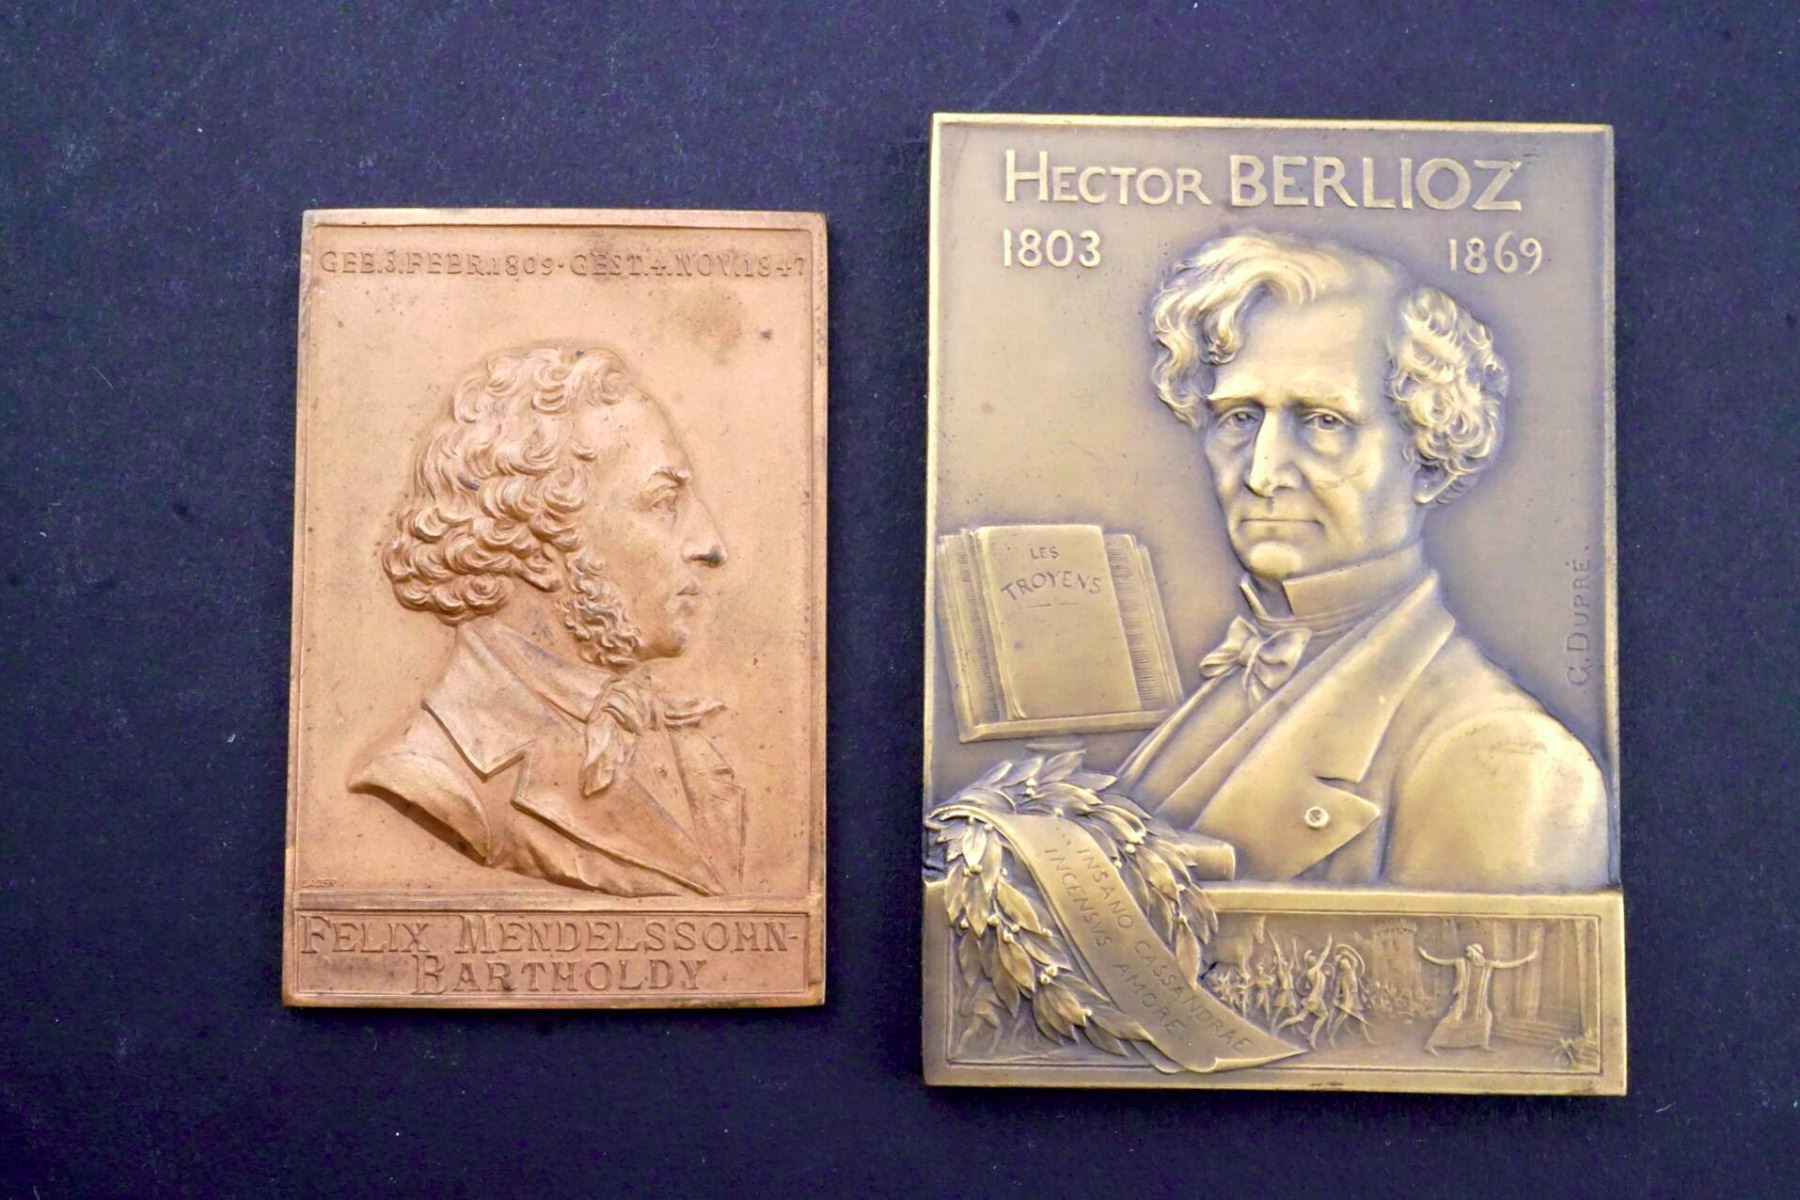 GEB.3.FEBR.1809·GEST.4.NOV.1847
FELIX MENDELSSOHN-
BARTHOLDY
HECTOR BERLIOZ
1803 1869
LES
TROYENS
G. DUPRÉ.
... INSANO CASSANDRAE
INCENSVS AMORE